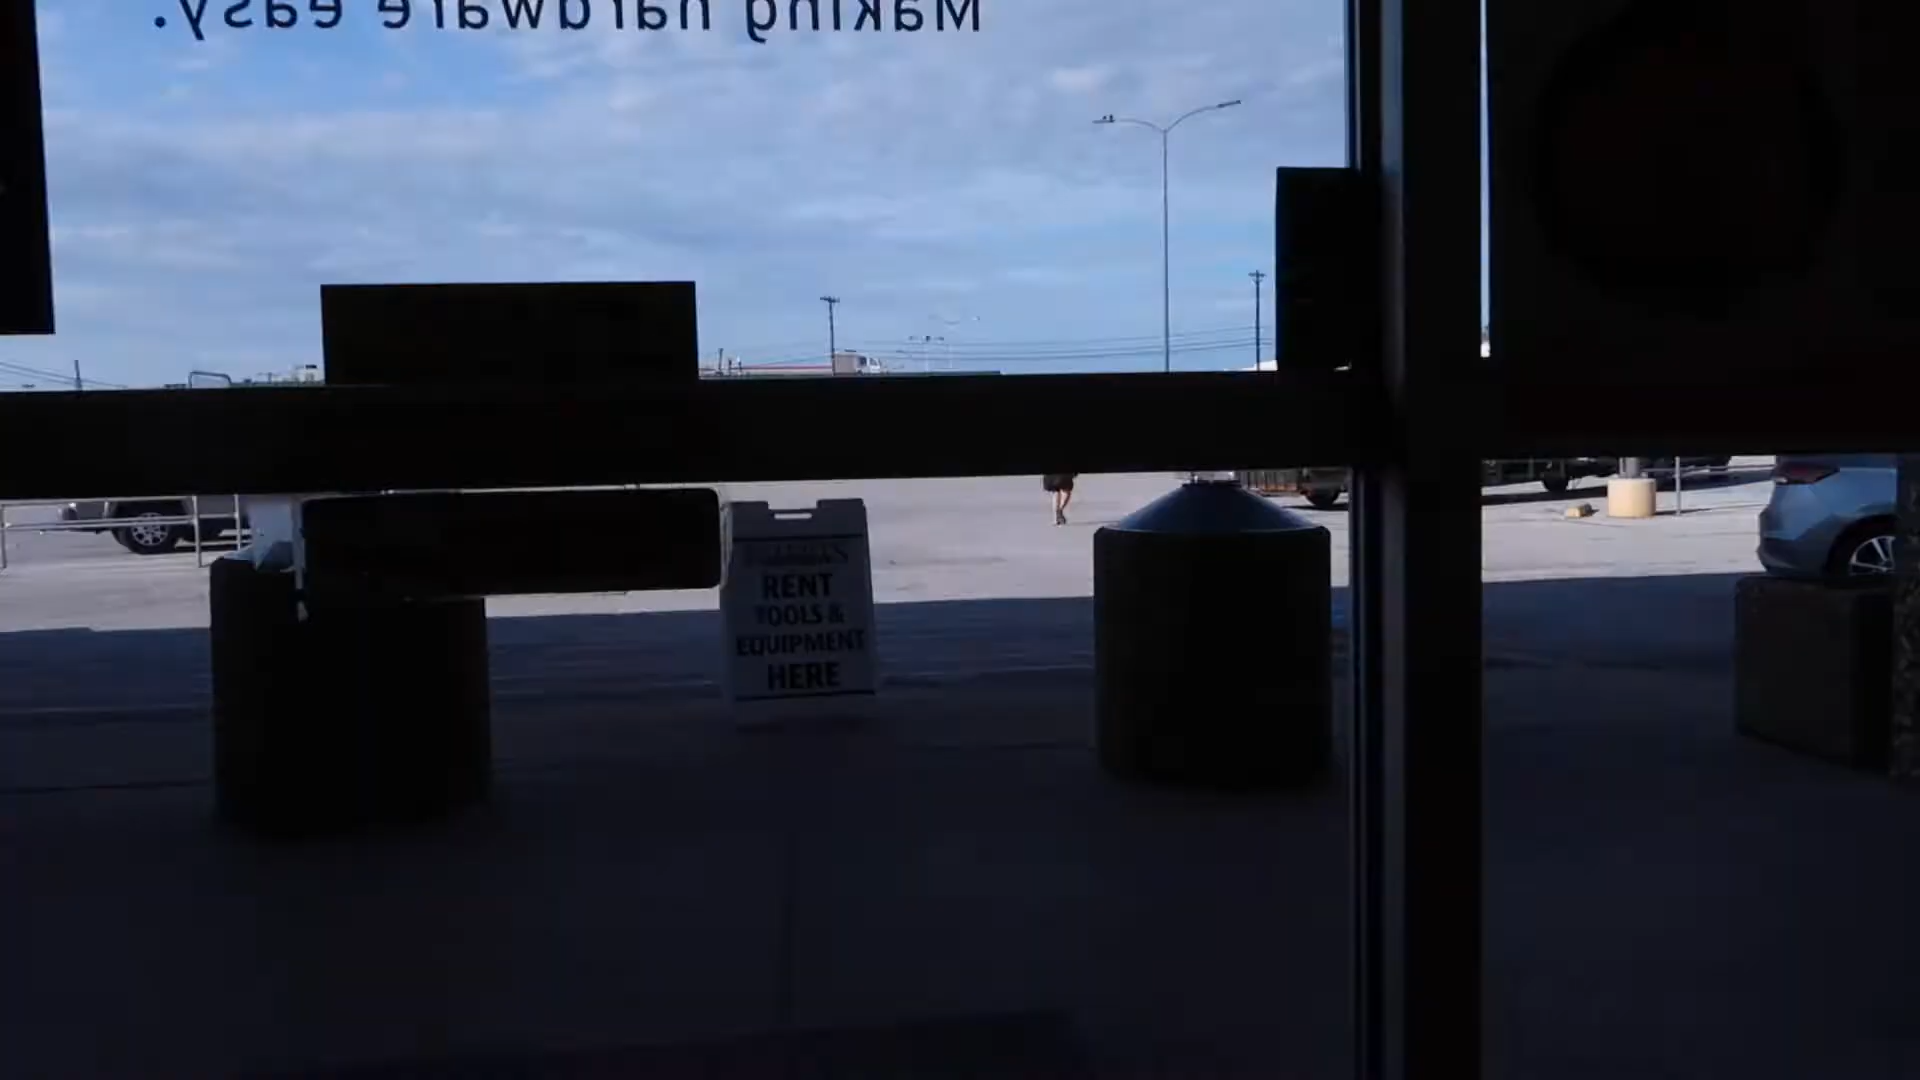 Making hardware easy.
RENT
TOOLS &
EQUIPMENT
HERE